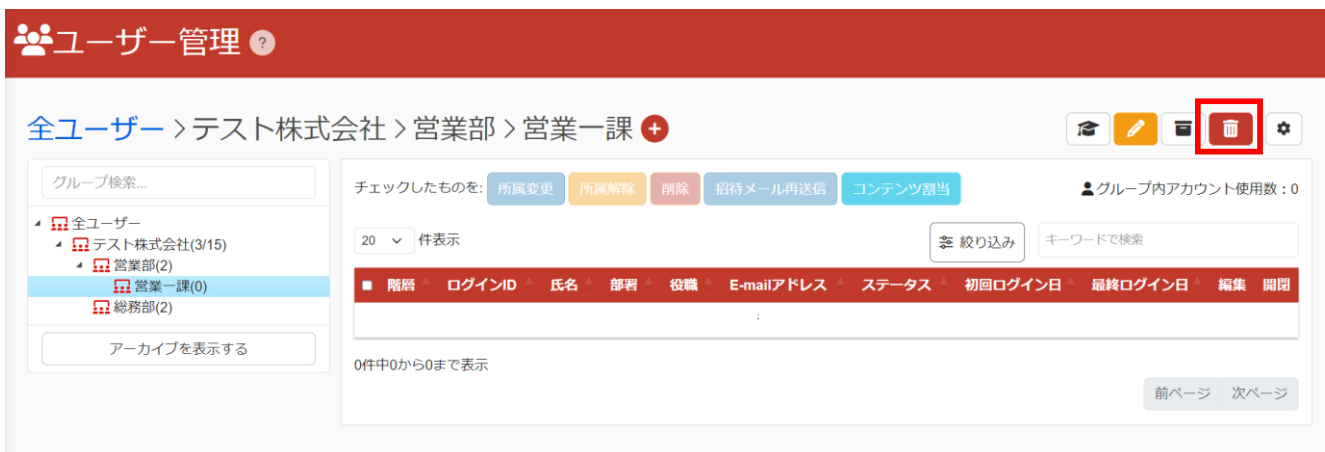 ユーザー管理 ?
全ユーザー > テスト株式会社 > 営業部 > 営業一課
グループ検索...
全ユーザー
テスト株式会社(3/15)
営業部(2)
営業一課(0)
総務部(2)
アーカイブを表示する
チェックしたものを: 所属変更 所属解除 削除 招待メール再送信 コンテンツ割当
グループ内アカウント使用数：0
20 件表示
絞り込み キーワードで検索
階層 ログインID 氏名 部署 役職 E-mailアドレス ステータス 初回ログイン日 最終ログイン日 編集 開閉
:
0件中0から0まで表示
前ページ 次ページ